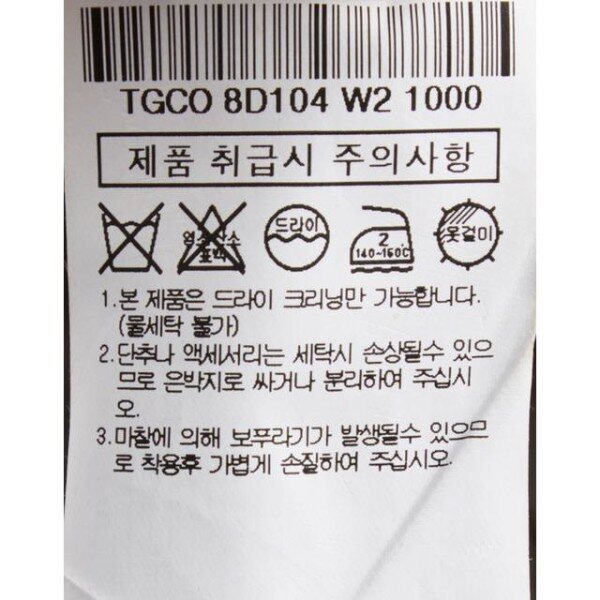 TGCO 8D104 W2 1000
제품 취급시 주의사항
염소산소 드라이 2 옷걸이
표백 140~160℃
1.본 제품은 드라이 크리닝만 가능합니다.
(물세탁 불가)
2.단추나 액세서리는 세탁시 손상될수 있으
므로 은박지로 싸거나 분리하여 주십시
오.
3.마찰에 의해 보푸라기가 발생될수 있으므
로 착용후 가볍게 손질하여 주십시오.